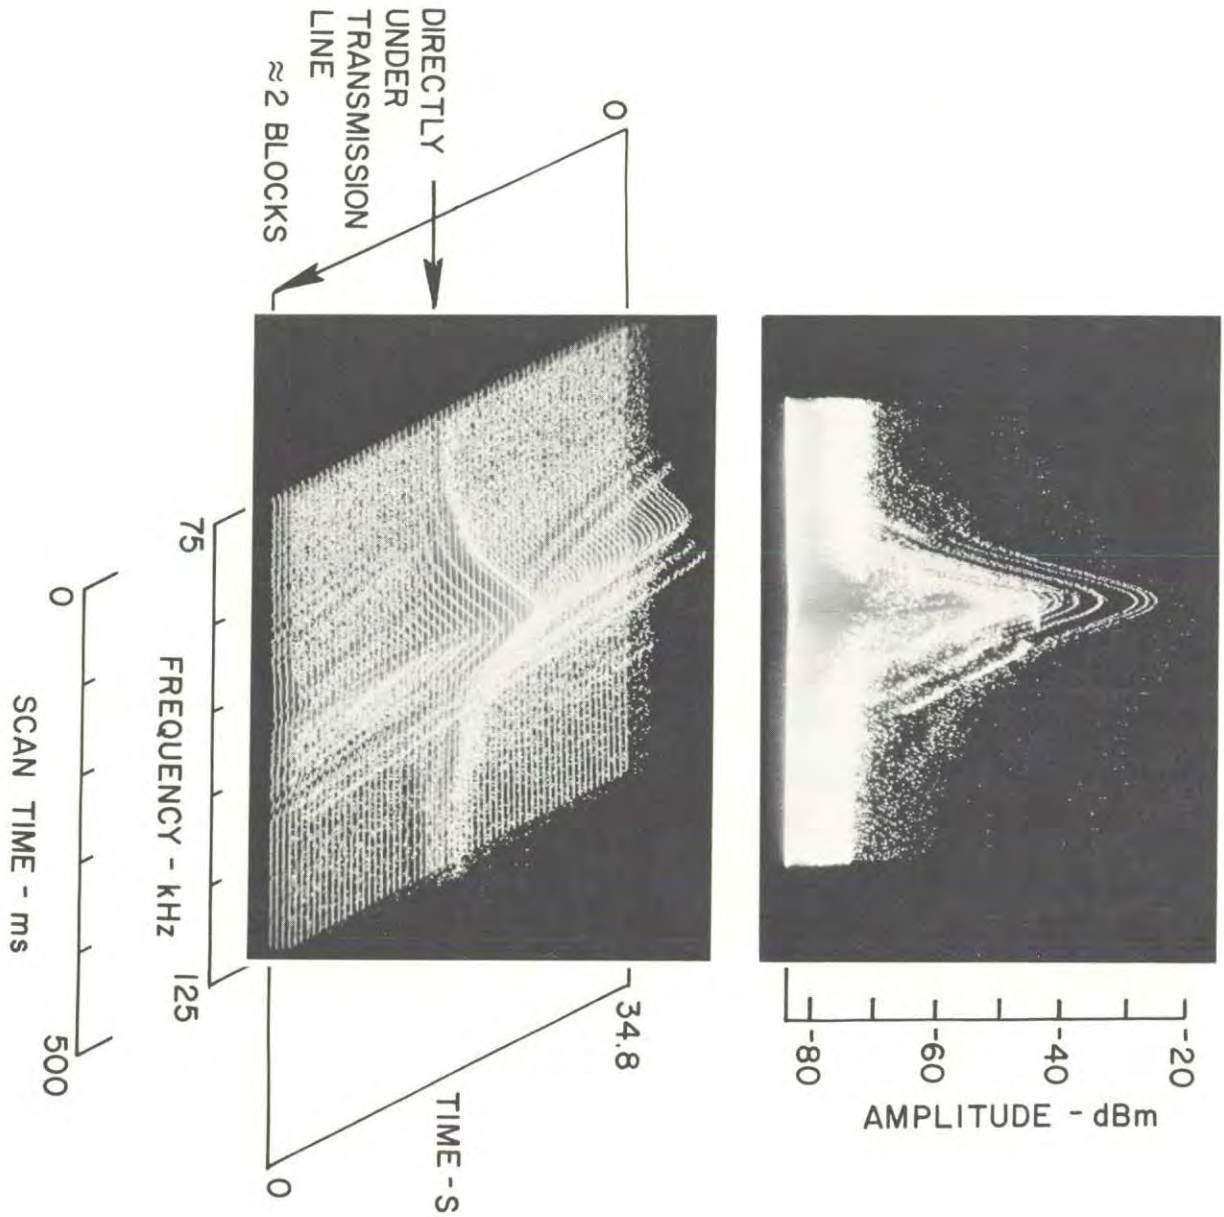 -20
-40
-60
-80
AMPLITUDE - dBm
0
DIRECTLY
UNDER
TRANSMISSION
LINE
≈2 BLOCKS
34.8
TIME - S
0
75 125
FREQUENCY - kHz
0 500
SCAN TIME - ms